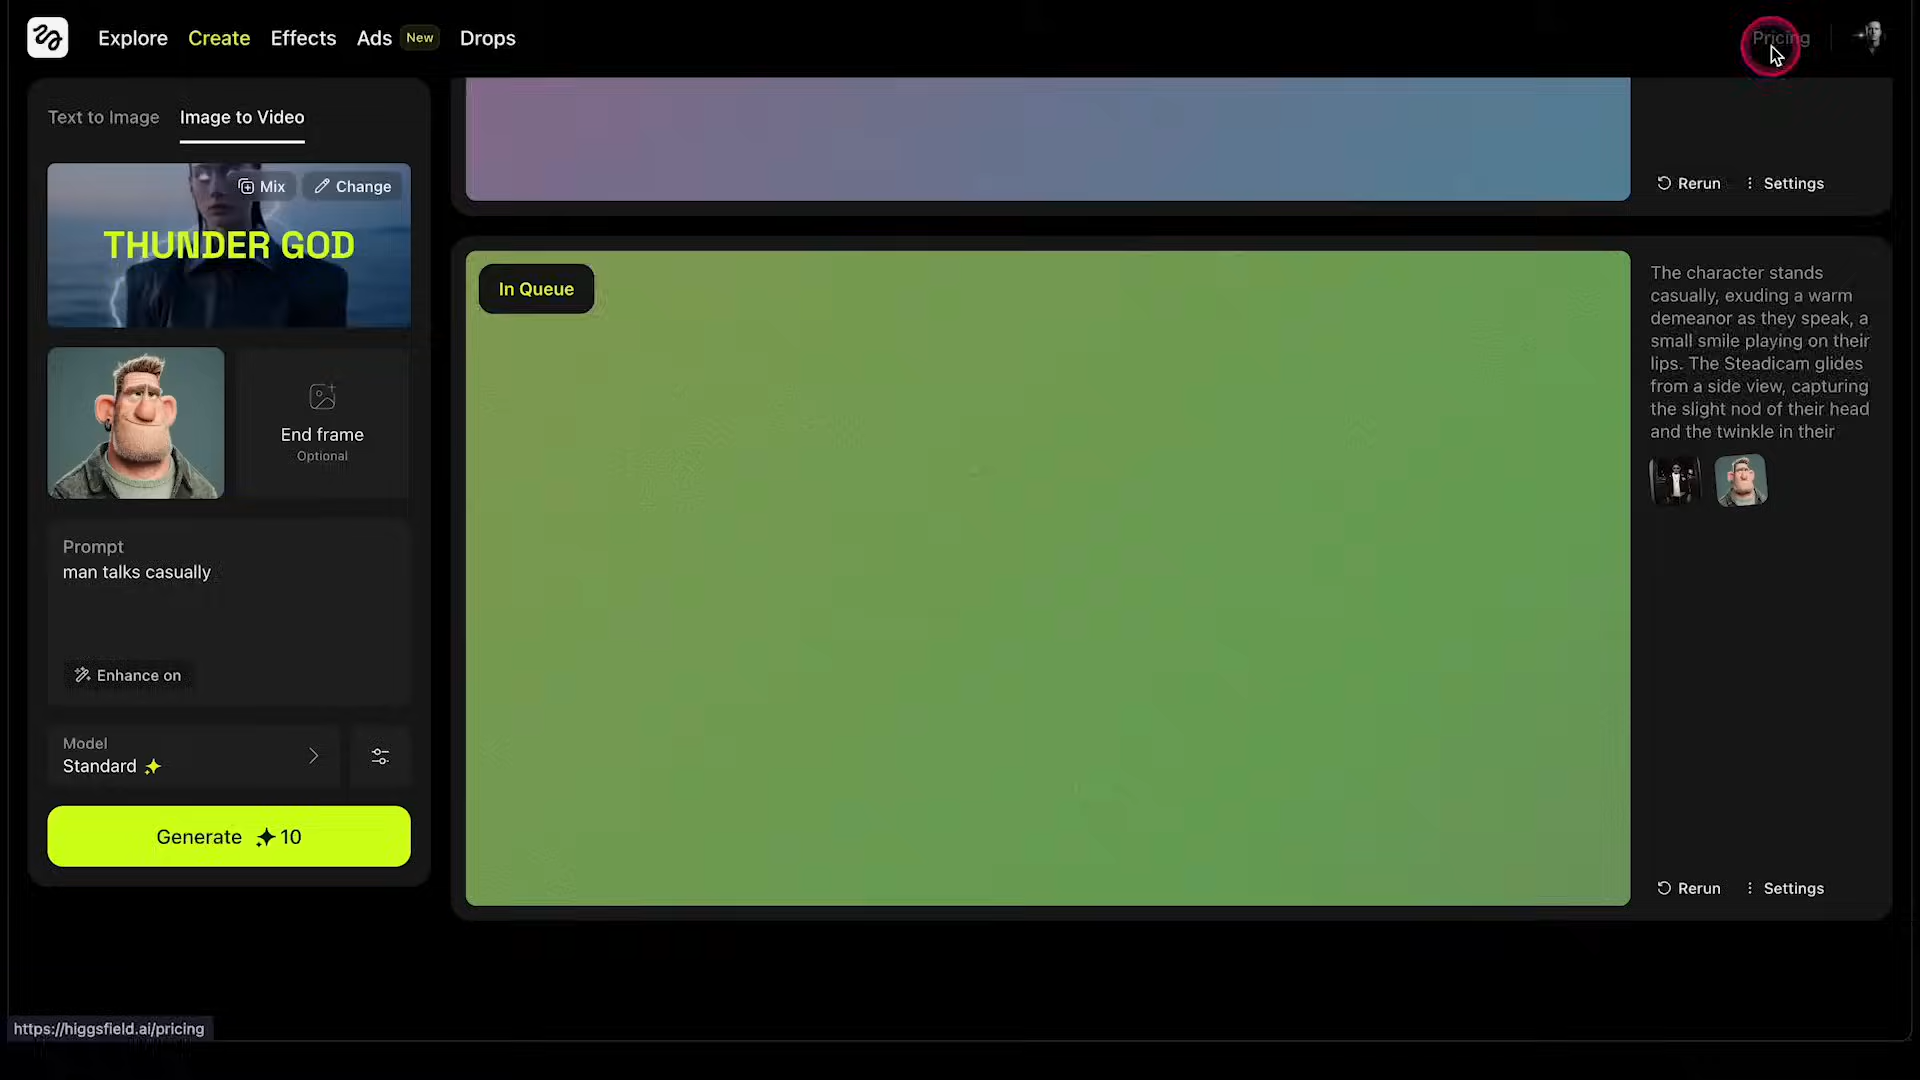 Explore Create Effects Ads New Drops
Pricing
Text to Image Image to Video
Mix Change
THUNDER GOD
End frame
Optional
Prompt
man talks casually
Enhance on
Model
Standard
Generate 10
Rerun Settings
In Queue
The character stands
casually, exuding a warm
demeanor as they speak, a
small smile playing on their
lips. The Steadicam glides
from a side view, capturing
the slight nod of their head
and the twinkle in their
Rerun Settings
https://higgsfield.ai/pricing